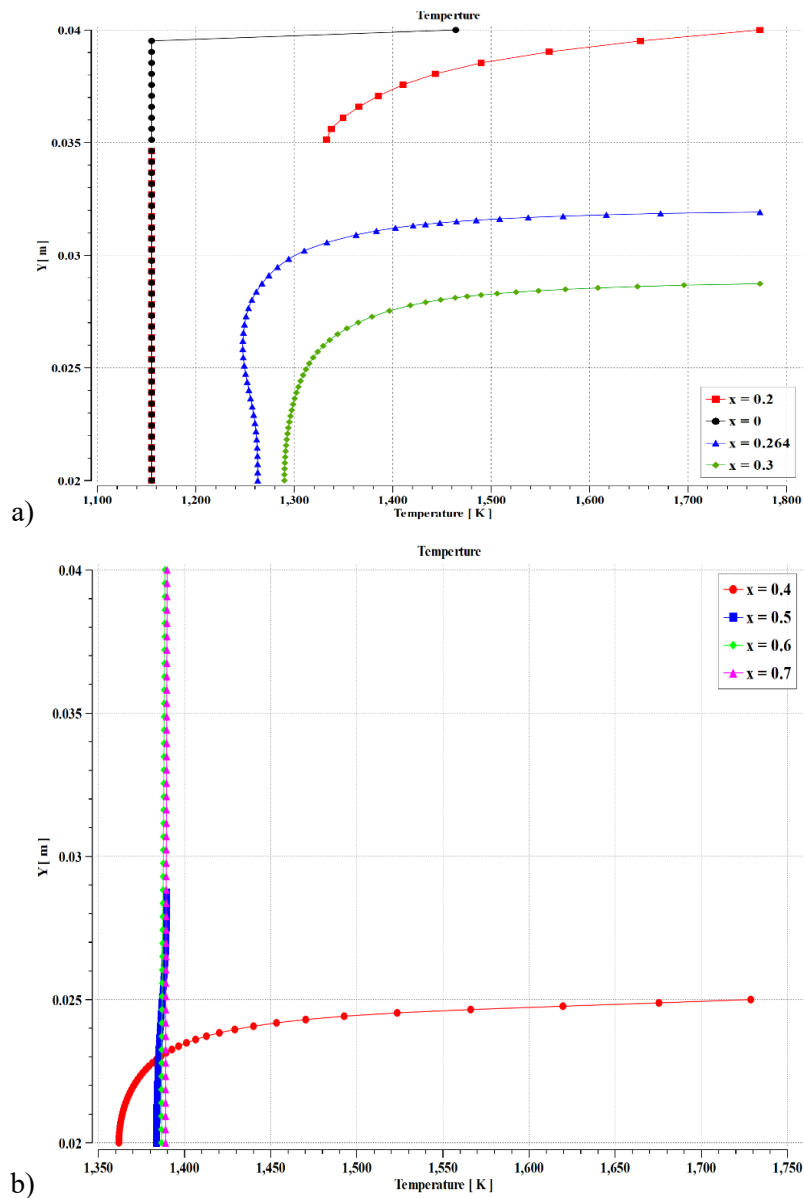 Temperture
0.04
0.035
0.03
0.025
0.02
Y [ m ]
x = 0.2
x = 0
x = 0.264
x = 0.3
1,100 1,200 1,300 1,400 1,500 1,600 1,700 1,800
Temperature [ K ]
a)
Temperture
0.04
0.035
0.03
0.025
0.02
Y [ m ]
x = 0.4
x = 0.5
x = 0.6
x = 0.7
1,350 1,400 1,450 1,500 1,550 1,600 1,650 1,700 1,750
Temperature [ K ]
b)